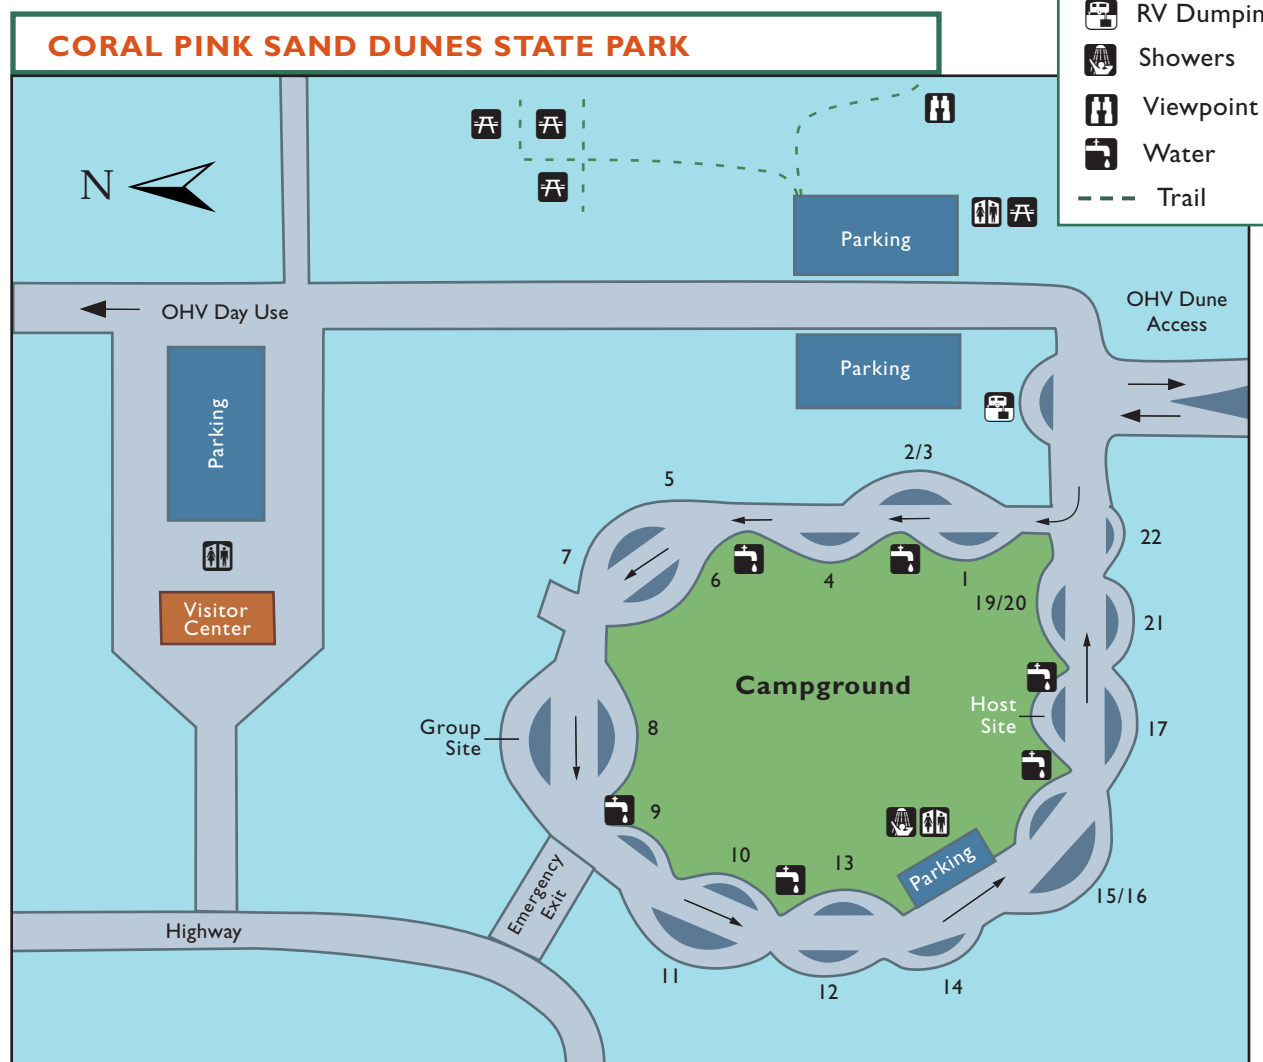 CORAL PINK SAND DUNES STATE PARK
RV Dumpin
Showers
Viewpoint
Water
Trail
N
Parking
OHV Day Use
OHV Dune
Access
Parking
Parking
Visitor
Center
2/3
5
7
6
4
1
22
19/20
21
Campground
Host
Site
17
Group
Site
8
9
10
13
Parking
15/16
Emergency
Exit
Highway
11
12
14